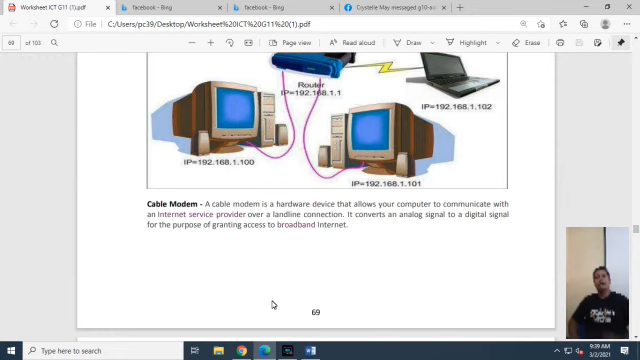 Worksheet ICT G11 (1).pdf
facebook - Bing
facebook - Bing
Crystelle May messaged g10-a
C:/Users/pc39/Desktop/Worksheet%20ICT%20G11%20(1).pdf
69 of 103
Page view
Read aloud
Draw
Highlight
Erase
Router
IP=192.168.1.1
IP=192.168.1.102
IP=192.168.1.100
IP=192.168.1.101
Cable Modem - A cable modem is a hardware device that allows your computer to communicate with
an Internet service provider over a landline connection. It converts an analog signal to a digital signal
for the purpose of granting access to broadband Internet.
69
Type here to search
9:39 AM
3/2/2021